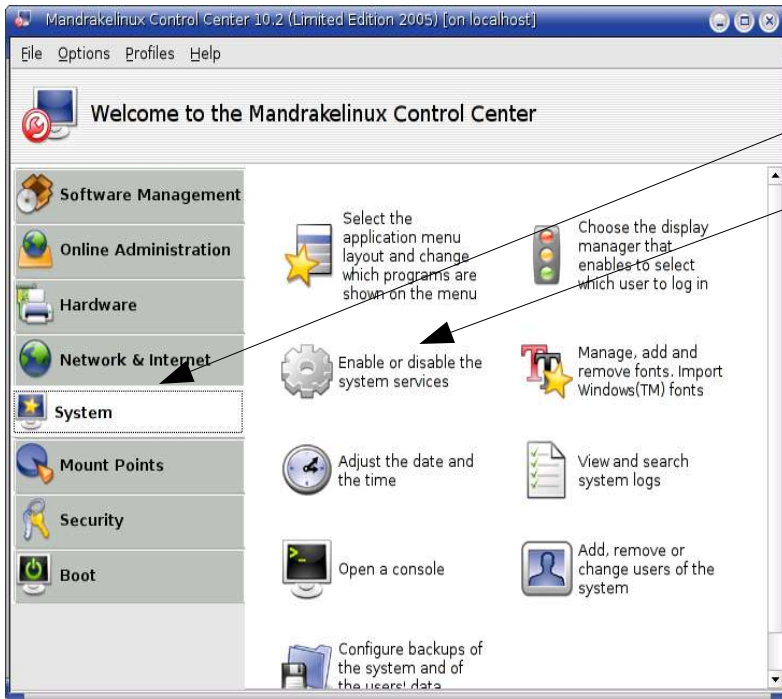 Mandrakelinux Control Center 10.2 (Limited Edition 2005) [on localhost]
File Options Profiles Help
Welcome to the Mandrakelinux Control Center
Software Management
Online Administration
Hardware
Network & Internet
System
Mount Points
Security
Boot
Select the
application menu
layout and change
which programs are
shown on the menu
Choose the display
manager that
enables to select
which user to log in
Enable or disable the
system services
Manage, add and
remove fonts. Import
Windows(TM) fonts
Adjust the date and
the time
View and search
system logs
Open a console
Add, remove or
change users of the
system
Configure backups of
the system and of
the users' data